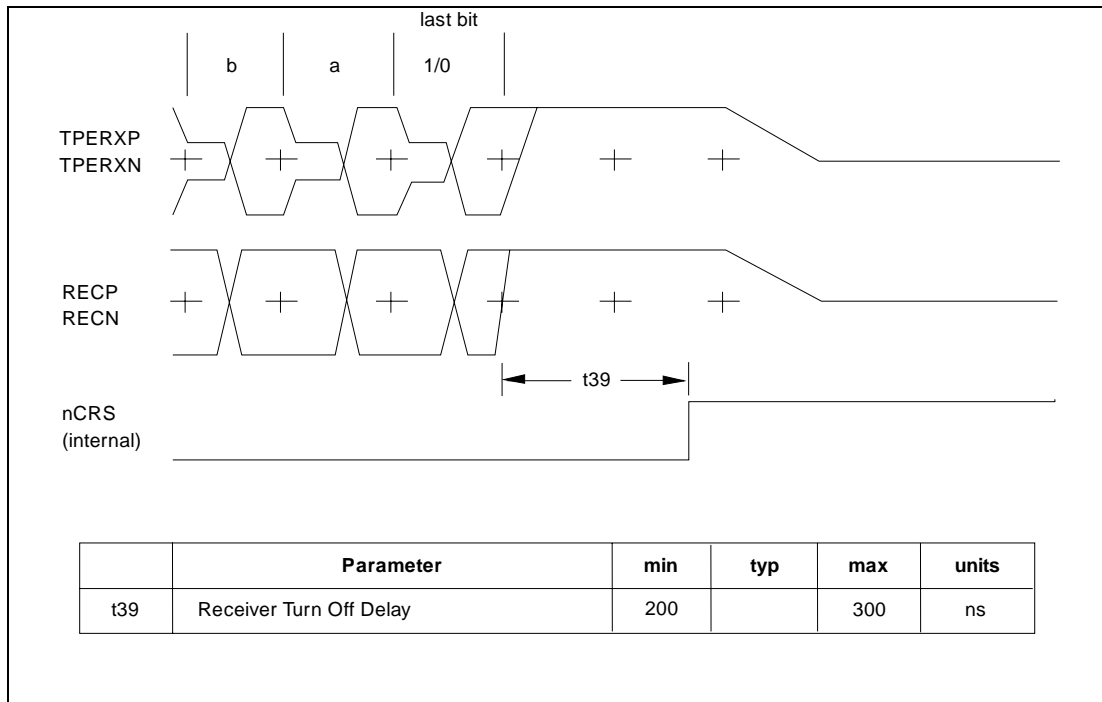 last bit
b a 1/0
TPERXP
TPERXN
RECP
RECN
t39
nCRS
(internal)
Parameter min typ max units
t39 Receiver Turn Off Delay 200 300 ns